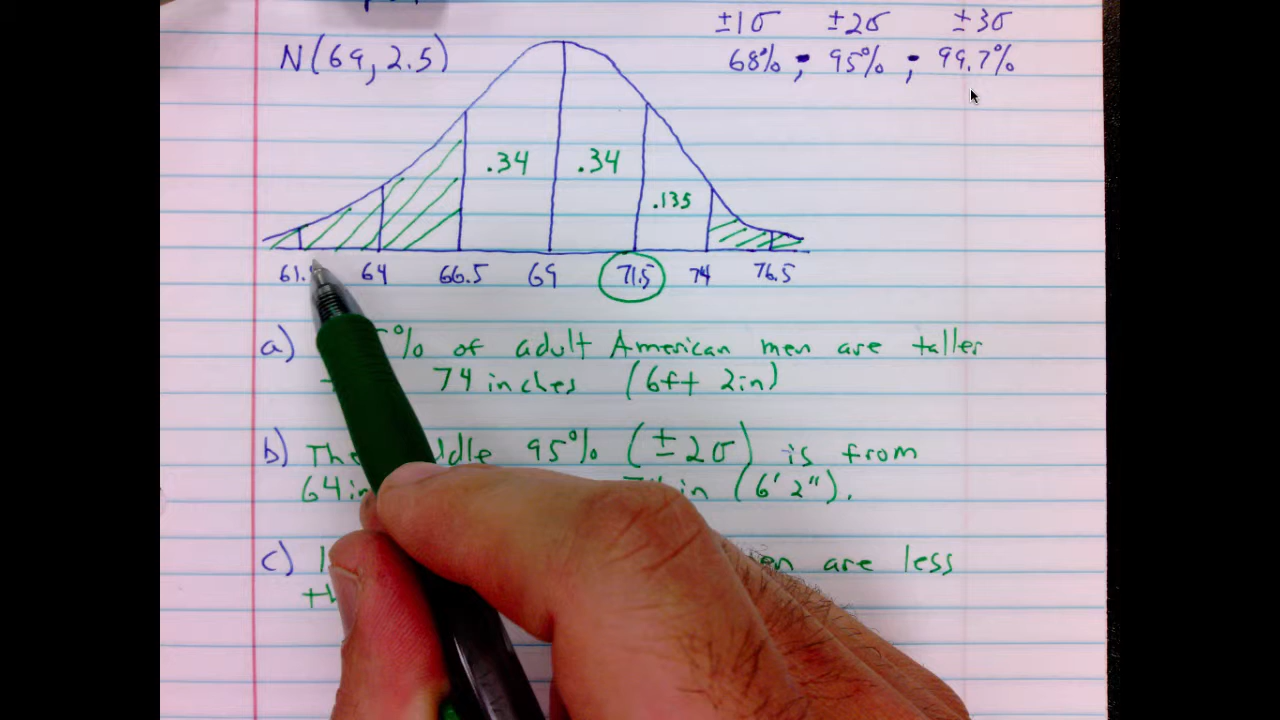 ±1σ ±2σ ±3σ
N(69, 2.5) 68% ; 95% ; 99.7%
.34 .34
.135
64 66.5 69 71.5 74 76.5
a) % of adult American men are taller
74 inches (6ft 2in)
b) 95% (±2σ) is from
64 in (6' 2").
c) are less